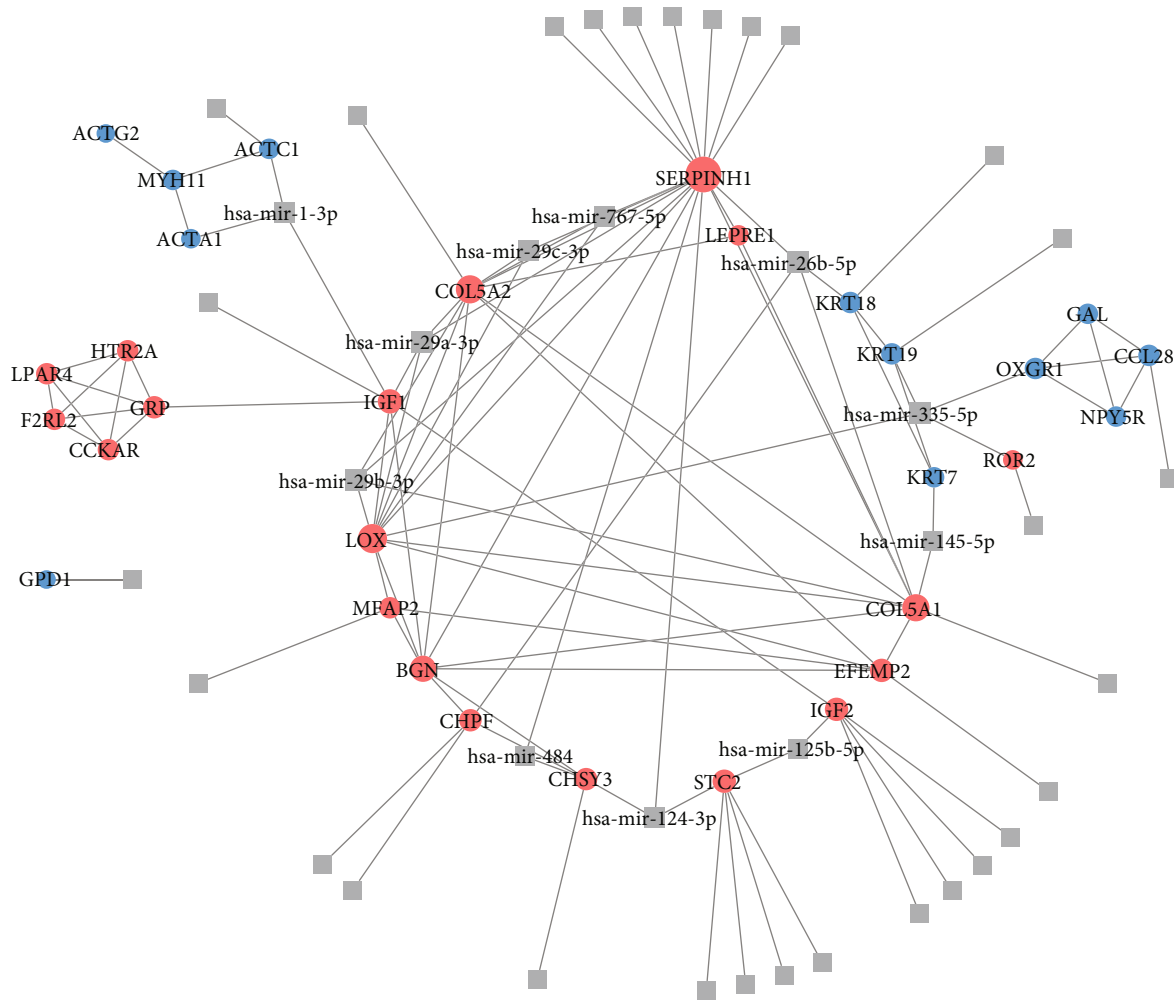 ACTG2
ACTC1
MYH11
SERPINH1
hsa-mir-1-3p
hsa-mir-767-5p
ACTA1
LEPRE1
hsa-mir-29c-3p
hsa-mir-26b-5p
COL5A2
KRT18
GAL
hsa-mir-29a-3p
HTR2A
KRT19
CCL28
LPAR4
OXGR1
IGF1
GRP
hsa-mir-335-5p
F2RL2
NPY5R
CCKAR
ROR2
hsa-mir-29b-3p
KRT7
LOX
hsa-mir-145-5p
GPD1
MFAP2
COL5A1
BGN
EFEMP2
IGF2
CHPF
hsa-mir-125b-5p
hsa-mir-484
CHSY3
STC2
hsa-mir-124-3p